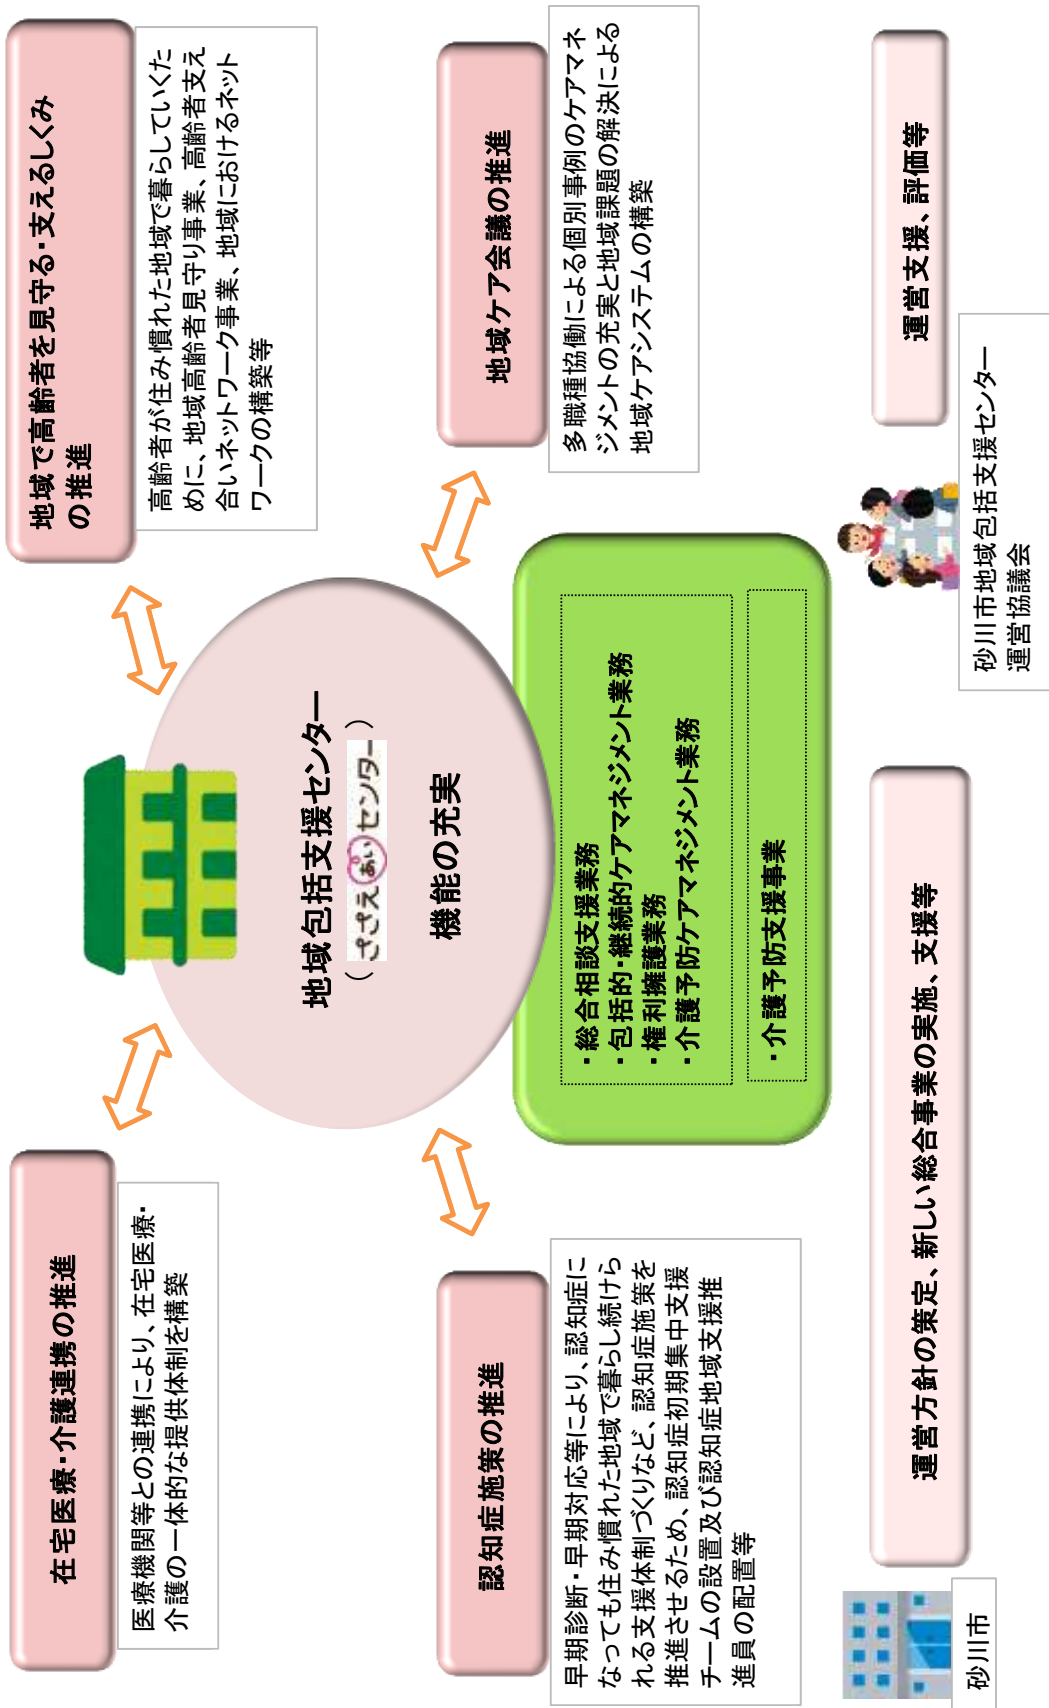 在宅医療・介護連携の推進
医療機関等との連携により、在宅医療・
介護の一体的な提供体制を構築
地域で高齢者を見守る・支えるしくみ
の推進
高齢者が住み慣れた地域で暮らしていくた
めに、地域高齢者見守り事業、高齢者支え
合いネットワーク事業、地域におけるネット
ワークの構築等
地域包括支援センター
（ささえあいセンター）
機能の充実
認知症施策の推進
早期診断・早期対応等により、認知症に
なっても住み慣れた地域で暮らし続けら
れる支援体制づくりなど、認知症施策を
推進させるため、認知症初期集中支援
チームの設置及び認知症地域支援推
進員の配置等
地域ケア会議の推進
多職種協働による個別事例のケアマネ
ジメントの充実と地域課題の解決による
地域ケアシステムの構築
・総合相談支援業務
・包括的・継続的ケアマネジメント業務
・権利擁護業務
・介護予防ケアマネジメント業務
・介護予防支援事業
砂川市
運営方針の策定、新しい総合事業の実施、支援等
砂川市地域包括支援センター
運営協議会
運営支援、評価等